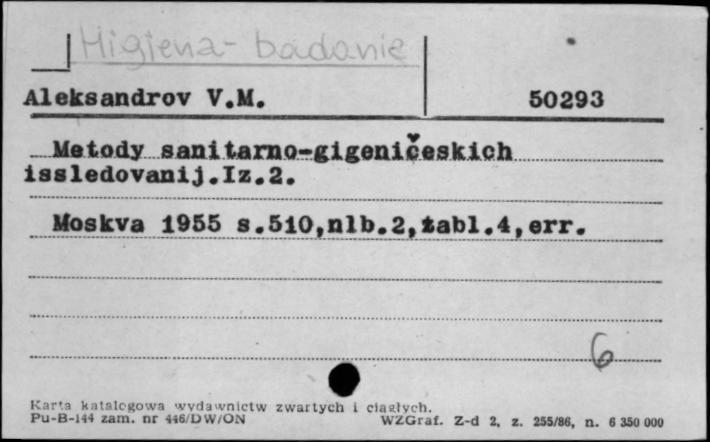 Higiena - badanie
Aleksandrov V.M. 50293
Metody sanitarno-gigeničeskich
issledovanij.Iz.2.
Moskva 1955 s.510,nlb.2,tabl.4,err.
6
Karta katalogowa wydawnictw zwartych i ciągłych.
Pu-B-144 zam. nr 446/DW/ON WZGraf. Z-d 2, z. 255/86, n. 6 350 000